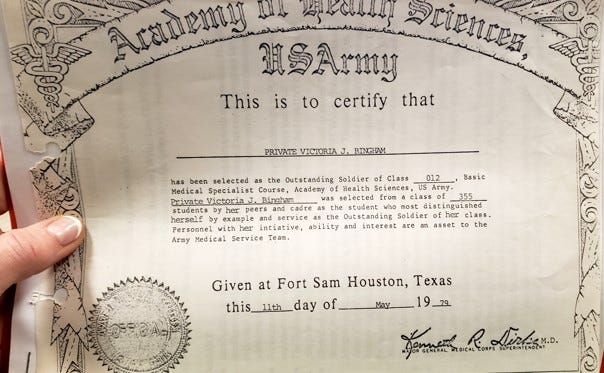 Academy of Health Sciences,
US Army
This is to certify that
PRIVATE VICTORIA J. BINGHAM
has been selected as the Outstanding Soldier of Class 012, Basic
Medical Specialist Course, Academy of Health Sciences, US Army.
Private Victoria J. Bingham was selected from a class of 355
students by her peers and cadre as the student who most distinguished
herself by example and service as the Outstanding Soldier of her class.
Personnel with her intiative, ability and interest are an asset to the
Army Medical Service Team.
Given at Fort Sam Houston, Texas
this 11th day of May 19 79
OFFICIAL
Kenneth R. Dirks M.D.
MAJOR GENERAL MEDICAL CORPS SUPERINTENDENT